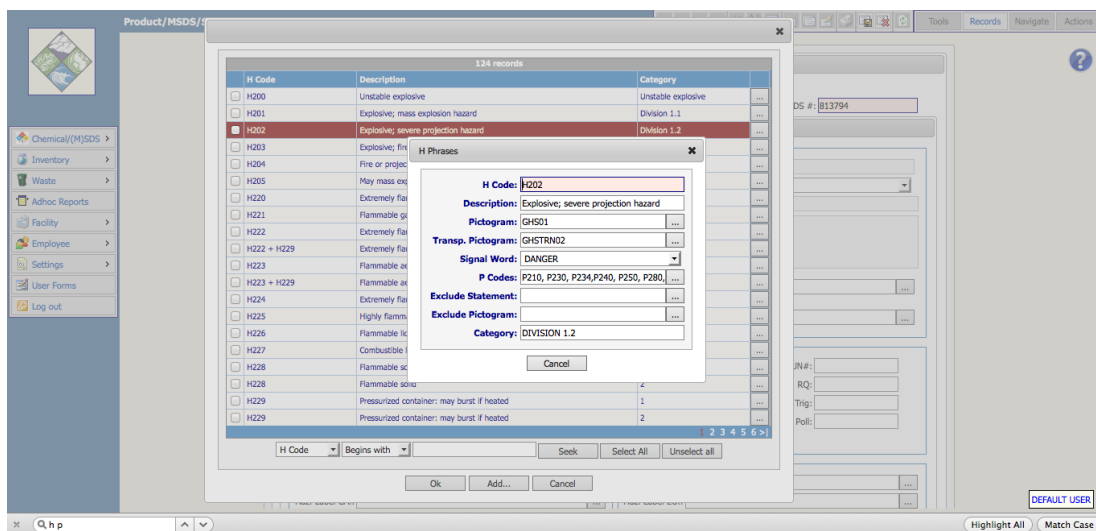 Product/MSDS/S
Tools Records Navigate Actions
124 records
H Code Description Category
H200 Unstable explosive Unstable explosive ...
H201 Explosive; mass explosion hazard Division 1.1 ...
H202 Explosive; severe projection hazard Division 1.2 ...
H203 Explosive; fire ...
H204 Fire or projec ...
H205 May mass exp ...
H220 Extremely flam ...
H221 Flammable ga ...
H222 Extremely flam ...
H222 + H229 Extremely flam ...
H223 Flammable ae ...
H223 + H229 Flammable ae ...
H224 Extremely flam ...
H225 Highly flamma ...
H226 Flammable liq ...
H227 Combustible l ...
H228 Flammable so ...
H228 Flammable solid 2 ...
H229 Pressurized container: may burst if heated 1 ...
H229 Pressurized container: may burst if heated 2 ...
1 2 3 4 5 6 >|
H Code Begins with Seek Select All Unselect all
Ok Add... Cancel
H Phrases
H Code: H202
Description: Explosive; severe projection hazard
Pictogram: GHS01 ...
Transp. Pictogram: GHSTRN02 ...
Signal Word: DANGER
P Codes: P210, P230, P234,P240, P250, P280, ...
Exclude Statement: ...
Exclude Pictogram: ...
Category: DIVISION 1.2
Cancel
Chemical/(M)SDS >
Inventory >
Waste >
Adhoc Reports
Facility >
Employee >
Settings >
User Forms
Log out
DS #: 813794
...
...
UN#:
RQ:
Trig:
Poll:
...
...
DEFAULT USER
h p
Highlight All Match Case